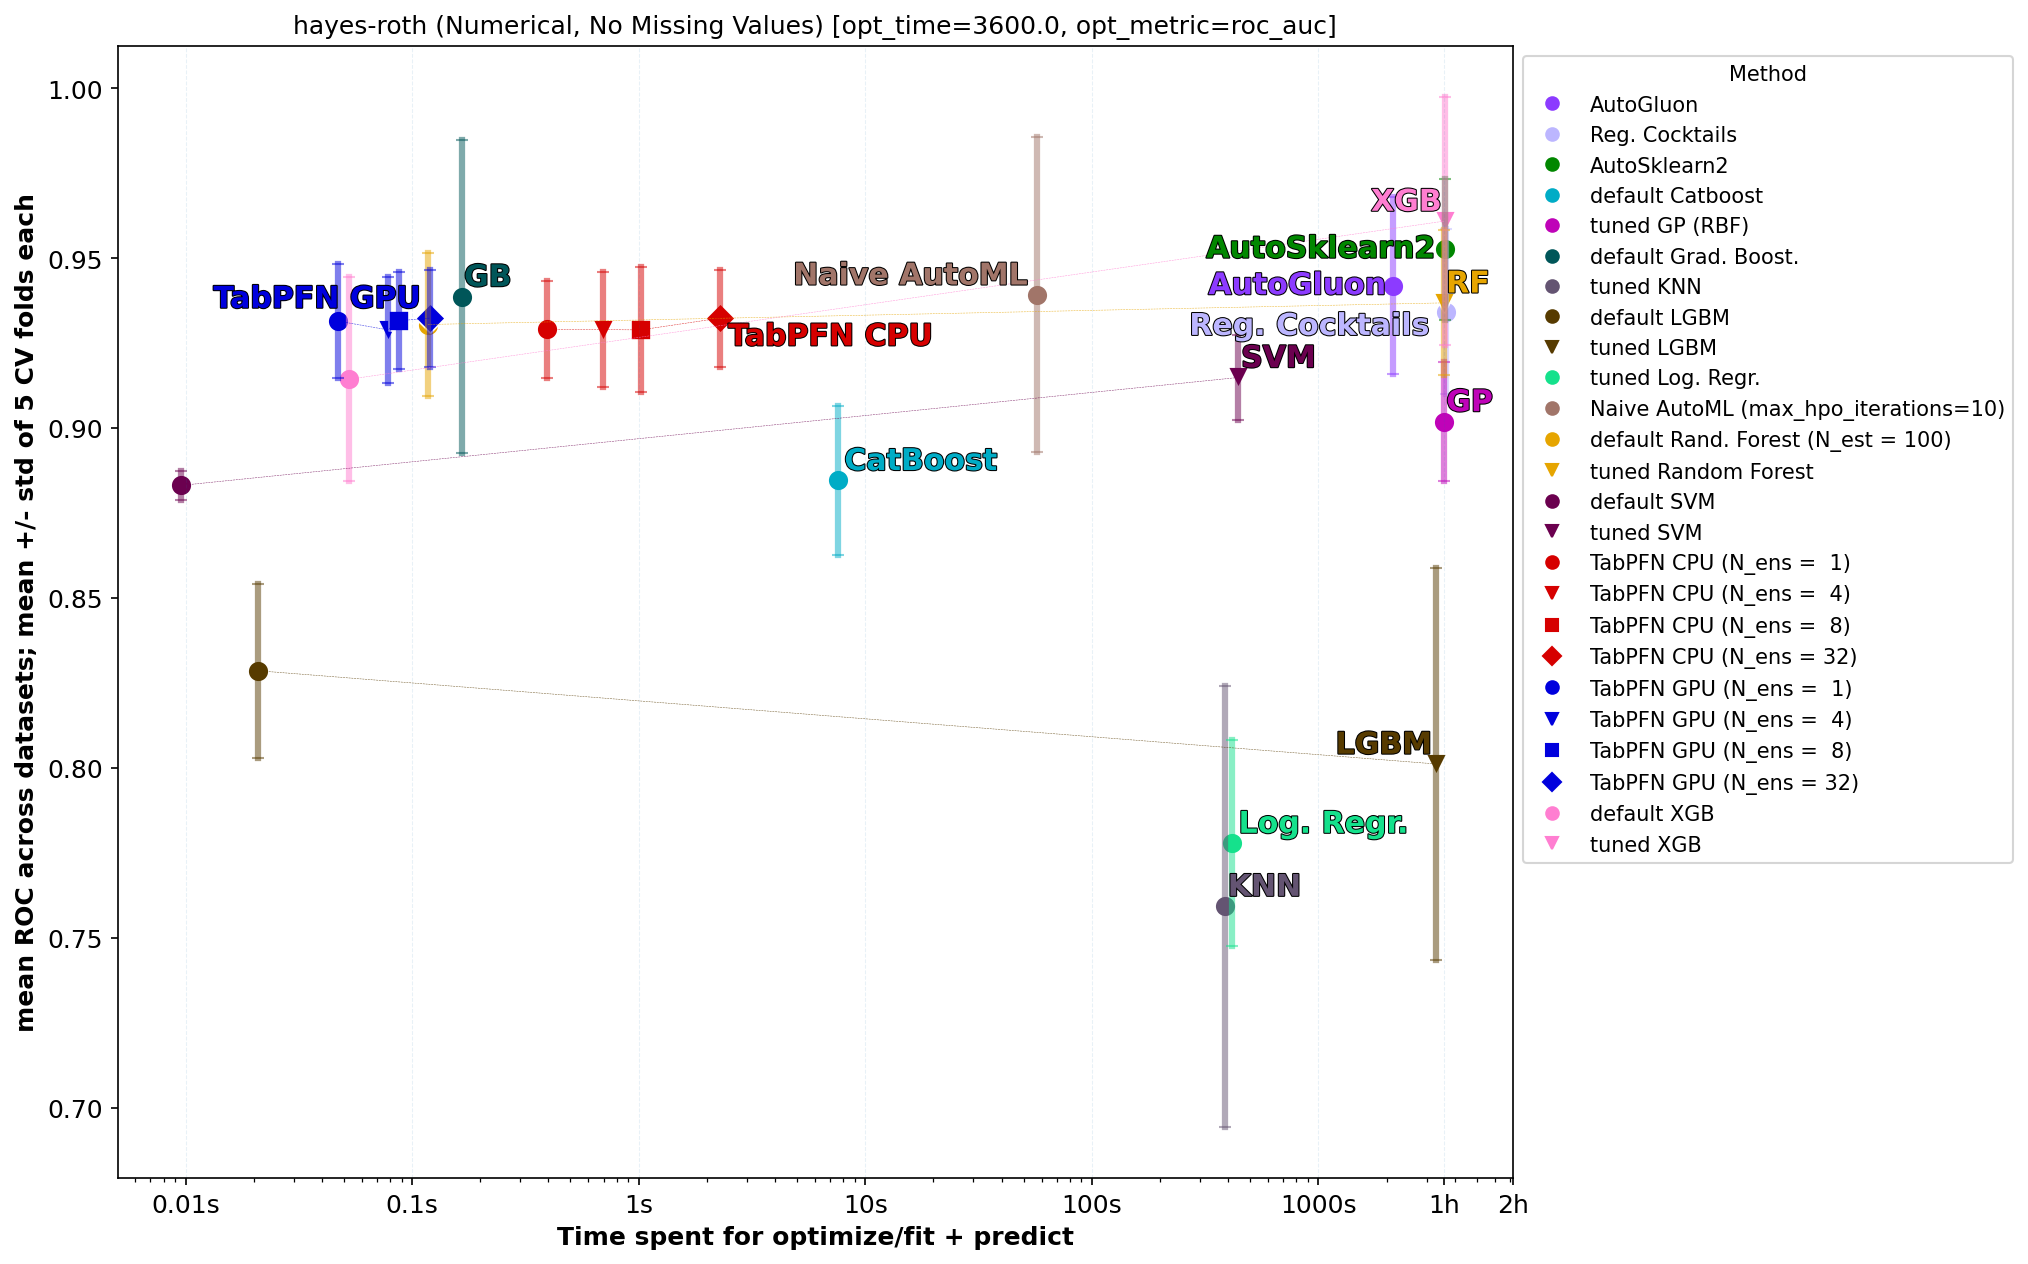 hayes-roth (Numerical, No Missing Values) [opt_time=3600.0, opt_metric=roc_auc]
mean ROC across datasets; mean +/- std of 5 CV folds each
1.00
0.95
0.90
0.85
0.80
0.75
0.70
XGB
AutoSklearn2
Naive AutoML
GB
RF
AutoGluon
TabPFN GPU
Reg. Cocktails
TabPFN CPU
SVM
GP
CatBoost
LGBM
Log. Regr.
KNN
0.01s
0.1s
1s
10s
100s
1000s
1h
2h
Time spent for optimize/fit + predict
Method
AutoGluon
Reg. Cocktails
AutoSklearn2
default Catboost
tuned GP (RBF)
default Grad. Boost.
tuned KNN
default LGBM
tuned LGBM
tuned Log. Regr.
Naive AutoML (max_hpo_iterations=10)
default Rand. Forest (N_est = 100)
tuned Random Forest
default SVM
tuned SVM
TabPFN CPU (N_ens =  1)
TabPFN CPU (N_ens =  4)
TabPFN CPU (N_ens =  8)
TabPFN CPU (N_ens = 32)
TabPFN GPU (N_ens =  1)
TabPFN GPU (N_ens =  4)
TabPFN GPU (N_ens =  8)
TabPFN GPU (N_ens = 32)
default XGB
tuned XGB